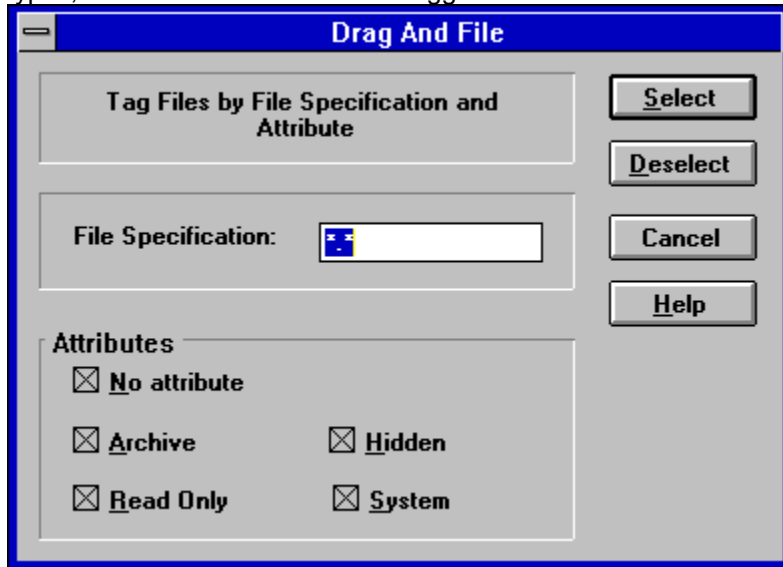 Drag And File
Tag Files by File Specification and
Attribute
Select
Deselect
File Specification:
*.*
Cancel
Help
Attributes
No attribute
Archive
Hidden
Read Only
System